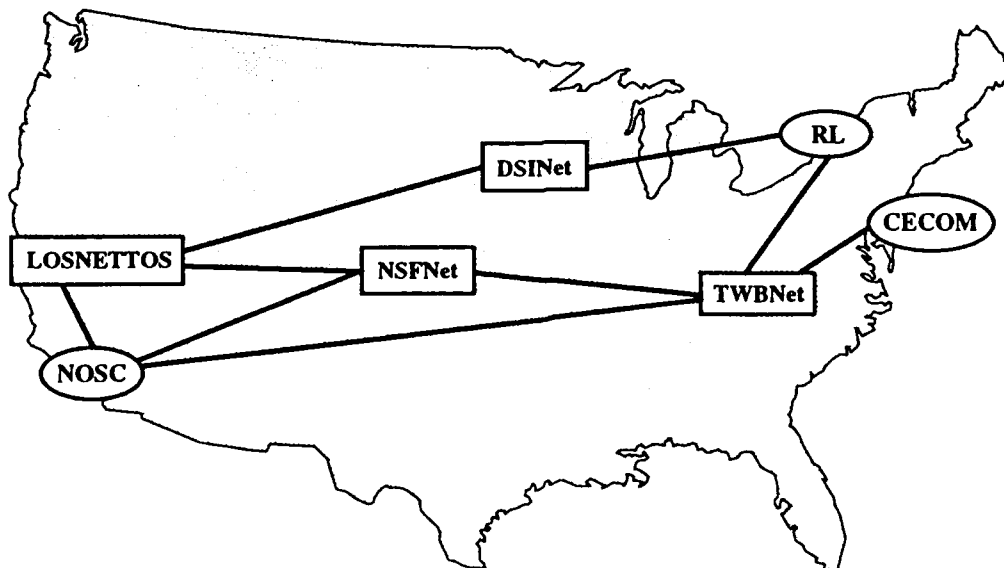 RL
DSINet
CECOM
LOSNETTOS
NSFNet
TWBNet
NOSC